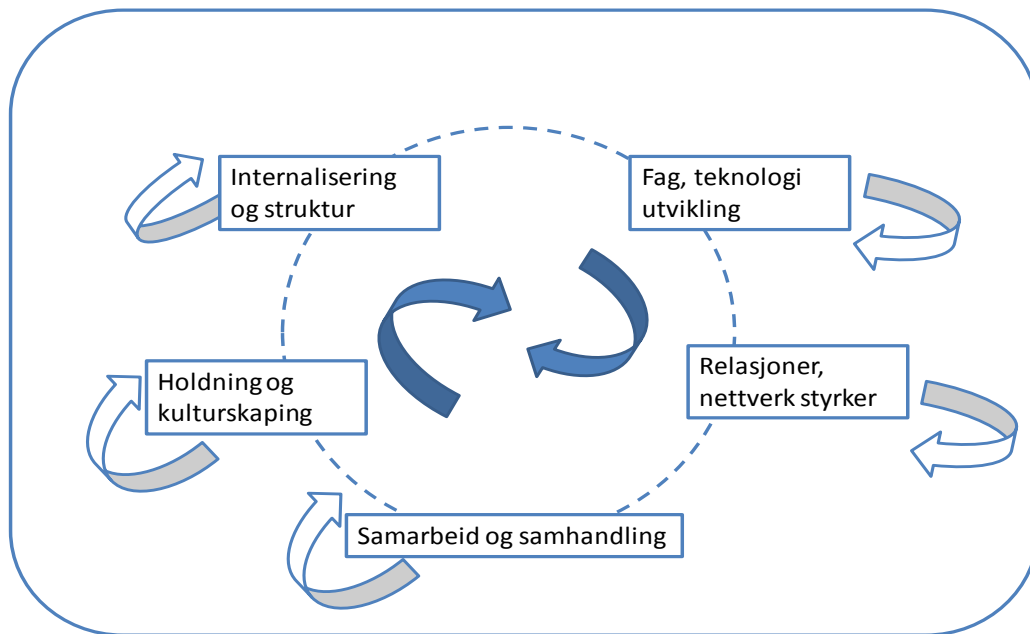 Internalisering
og struktur
Fag, teknologi
utvikling
Holdning og
kulturskaping
Relasjoner,
nettverk styrker
Samarbeid og samhandling